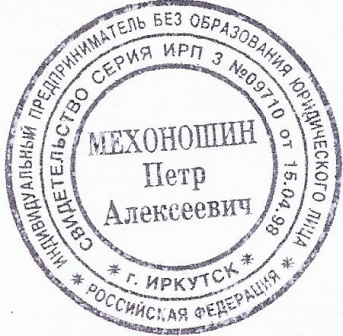 ИНДИВИДУАЛЬНЫЙ ПРЕДПРИНИМАТЕЛЬ БЕЗ ОБРАЗОВАНИЯ ЮРИДИЧЕСКОГО ЛИЦА
* РОССИЙСКАЯ ФЕДЕРАЦИЯ *
СВИДЕТЕЛЬСТВО СЕРИЯ ИРП 3 №09710 от 15.04.98
* г. ИРКУТСК *
МЕХОНОШИН
Петр
Алексеевич